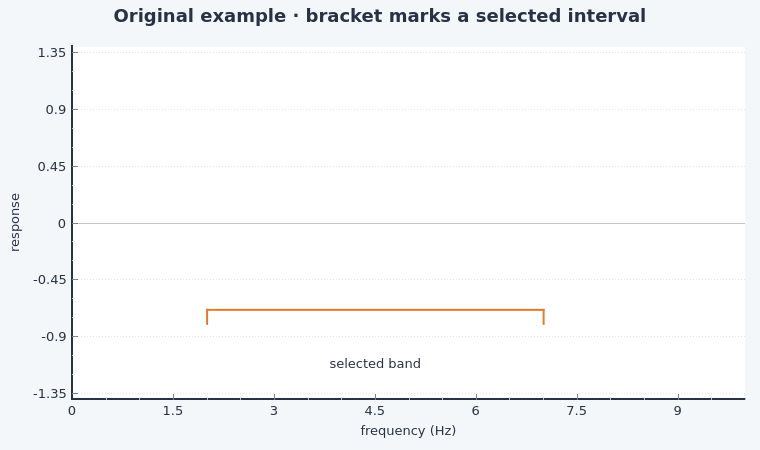 Original example · bracket marks a selected interval
1.35
0.9
0.45
0
-0.45
-0.9
-1.35
response
selected band
0 1.5 3 4.5 6 7.5 9
frequency (Hz)